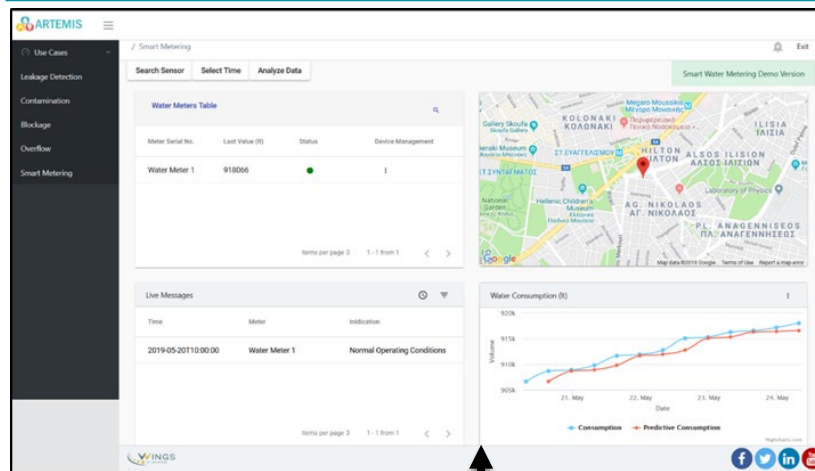 ARTEMIS
Use Cases
Leakage Detection
Contamination
Blockage
Overflow
Smart Metering
/ Smart Metering
Exit
Search Sensor Select Time Analyze Data
Smart Water Metering Demo Version
Water Meters Table
Meter Serial No. Last Value (lt) Status Device Management
Water Meter 1 918066
Items per page 3 1 - 1 from 1
Megaro Moussikis
Μέγαρο Μουσικής
Gallery Skoufa
Skoufa Gallery
KOLONAKI
ΚΟΛΩΝΑΚΙ
ILISIA
ΙΛΙΣΙΑ
HILTON
ΧΙΛΤΟΝ
ALSOS ILISION
ΑΛΣΟΣ ΙΛΙΣΙΩΝ
Laboratory of Physics
National
Garden
Hellenic Children's
Museum
AG. NIKOLAOS
ΑΓ. ΝΙΚΟΛΑΟΣ
PL. ANAGENNISEOS
ΠΛ. ΑΝΑΓΕΝΝΗΣΕΩΣ
Google
Map data ©2019 Google Terms of Use Report a map error
Live Messages
Time Meter Inidication
2019-05-20T10:00:00 Water Meter 1 Normal Operating Conditions
Items per page 3 1 - 1 from 1
Water Consumption (lt)
920k
915k
910k
905k
Volume
21. May 22. May 23. May 24. May
Date
Consumption Predictive Consumption
Highcharts.com
WINGS